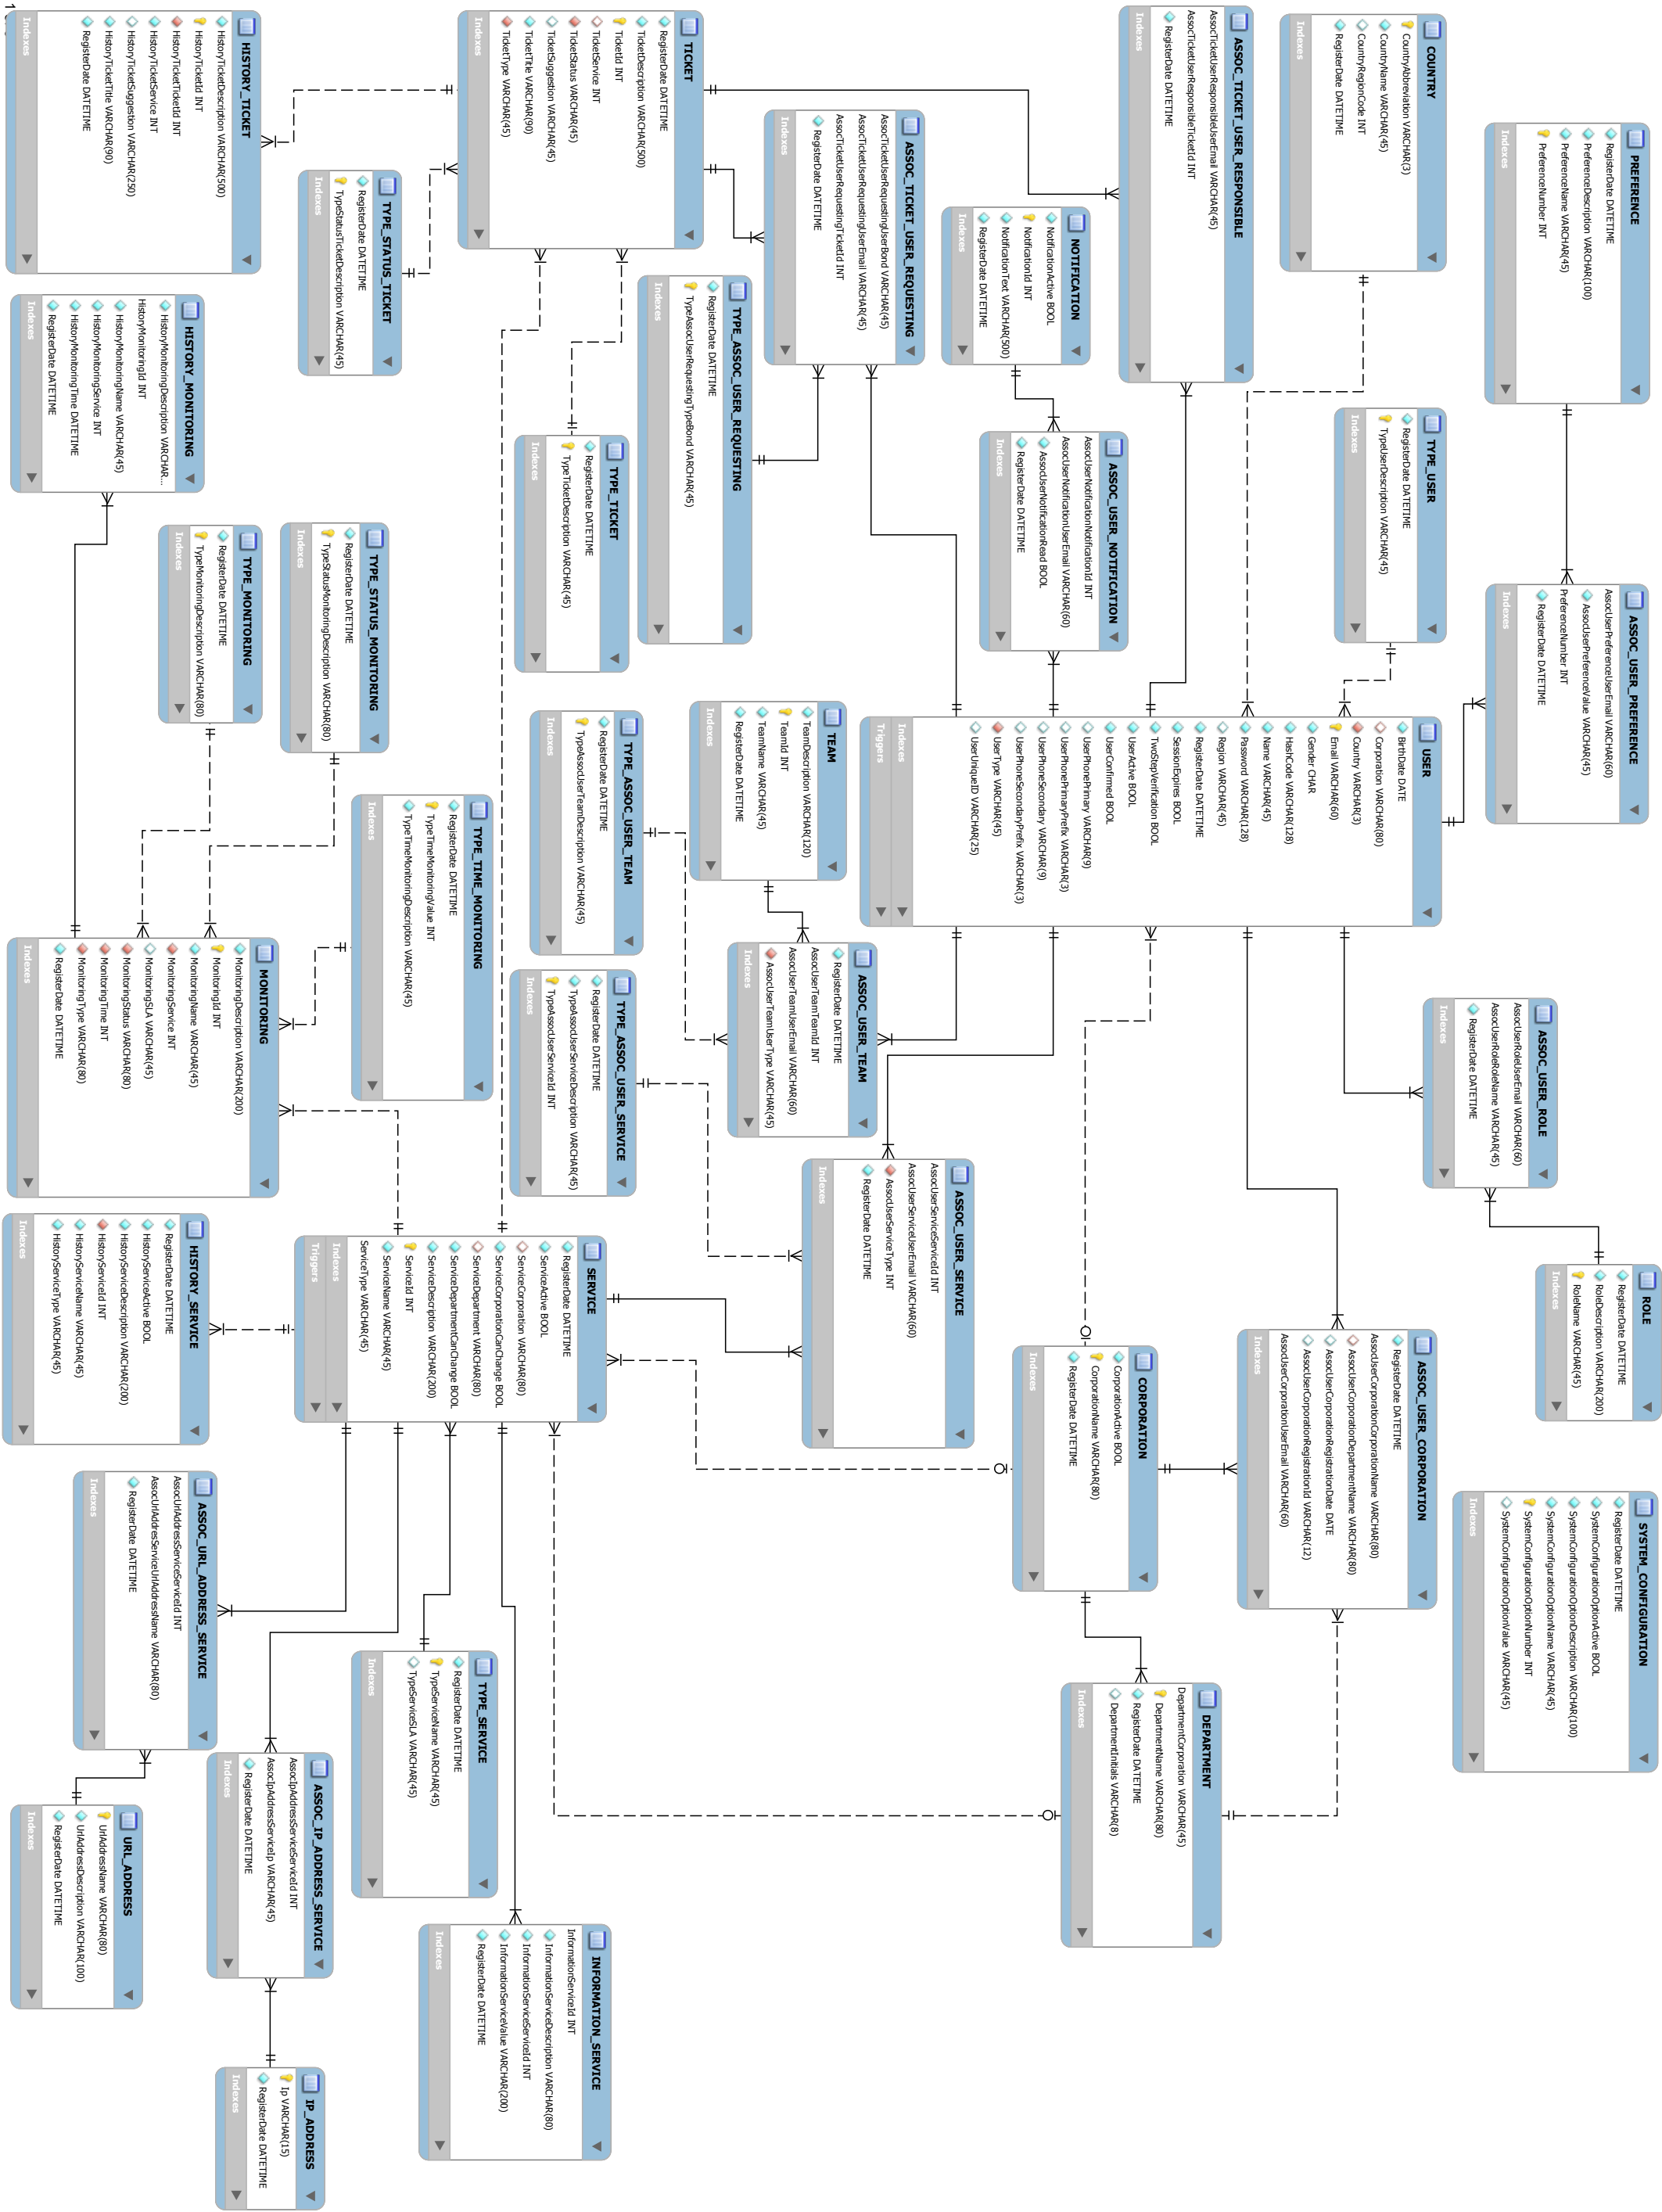 PREFERENCE
RegisterDate DATETIME
PreferenceDescription VARCHAR(100)
PreferenceName VARCHAR(45)
PreferenceNumber INT
Indexes
ASSOC_USER_PREFERENCE
AssocUserPreferenceUserEmail VARCHAR(60)
AssocUserPreferenceValue VARCHAR(45)
PreferenceNumber INT
RegisterDate DATETIME
Indexes
ROLE
RegisterDate DATETIME
RoleDescription VARCHAR(200)
RoleName VARCHAR(45)
Indexes
SYSTEM_CONFIGURATION
RegisterDate DATETIME
SystemConfigurationOptionActive BOOL
SystemConfigurationOptionDescription VARCHAR(100)
SystemConfigurationOptionName VARCHAR(45)
SystemConfigurationOptionNumber INT
SystemConfigurationOptionValue VARCHAR(45)
Indexes
COUNTRY
CountryAbbreviation VARCHAR(3)
CountryName VARCHAR(45)
CountryRegionCode INT
RegisterDate DATETIME
Indexes
TYPE_USER
RegisterDate DATETIME
TypeUserDescription VARCHAR(45)
Indexes
ASSOC_USER_ROLE
AssocUserRoleUserEmail VARCHAR(60)
AssocUserRoleRoleName VARCHAR(45)
RegisterDate DATETIME
Indexes
USER
BirthDate DATE
Corporation VARCHAR(80)
Country VARCHAR(3)
Email VARCHAR(60)
Gender CHAR
HashCode VARCHAR(128)
Name VARCHAR(45)
Password VARCHAR(128)
Region VARCHAR(45)
RegisterDate DATETIME
SessionExpires BOOL
TwoStepVerification BOOL
UserActive BOOL
UserConfirmed BOOL
UserPhonePrimary VARCHAR(9)
UserPhonePrimaryPrefix VARCHAR(3)
UserPhoneSecondary VARCHAR(9)
UserPhoneSecondaryPrefix VARCHAR(3)
UserType VARCHAR(45)
UserUniqueID VARCHAR(25)
Indexes
Triggers
ASSOC_USER_CORPORATION
RegisterDate DATETIME
AssocUserCorporationCorporationName VARCHAR(80)
AssocUserCorporationDepartmentName VARCHAR(80)
AssocUserCorporationRegistrationDate DATE
AssocUserCorporationRegistrationId VARCHAR(12)
AssocUserCorporationUserEmail VARCHAR(60)
Indexes
ASSOC_TICKET_USER_RESPONSIBLE
AssocTicketUserResponsibleUserEmail VARCHAR(45)
AssocTicketUserResponsibleTicketId INT
RegisterDate DATETIME
Indexes
DEPARTMENT
DepartmentCorporation VARCHAR(45)
DepartmentName VARCHAR(80)
RegisterDate DATETIME
DepartmentInitials VARCHAR(8)
Indexes
CORPORATION
CorporationActive BOOL
CorporationName VARCHAR(80)
RegisterDate DATETIME
Indexes
ASSOC_USER_NOTIFICATION
AssocUserNotificationNotificationId INT
AssocUserNotificationUserEmail VARCHAR(60)
AssocUserNotificationRead BOOL
RegisterDate DATETIME
Indexes
NOTIFICATION
NotificationActive BOOL
NotificationId INT
NotificationText VARCHAR(500)
RegisterDate DATETIME
Indexes
ASSOC_USER_SERVICE
AssocUserServiceServiceId INT
AssocUserServiceUserEmail VARCHAR(60)
AssocUserServiceType INT
RegisterDate DATETIME
Indexes
ASSOC_TICKET_USER_REQUESTING
AssocTicketUserRequestingUserBond VARCHAR(45)
AssocTicketUserRequestingUserEmail VARCHAR(45)
AssocTicketUserRequestingTicketId INT
RegisterDate DATETIME
Indexes
ASSOC_USER_TEAM
RegisterDate DATETIME
AssocUserTeamTeamId INT
AssocUserTeamUserEmail VARCHAR(60)
AssocUserTeamUserType VARCHAR(45)
Indexes
TEAM
TeamDescription VARCHAR(120)
TeamId INT
TeamName VARCHAR(45)
RegisterDate DATETIME
Indexes
TYPE_ASSOC_USER_REQUESTING
RegisterDate DATETIME
TypeAssocUserRequestingTypeBond VARCHAR(45)
Indexes
TICKET
RegisterDate DATETIME
TicketDescription VARCHAR(500)
TicketId INT
TicketService INT
TicketStatus VARCHAR(45)
TicketSuggestion VARCHAR(45)
TicketTitle VARCHAR(90)
TicketType VARCHAR(45)
Indexes
TYPE_ASSOC_USER_TEAM
RegisterDate DATETIME
TypeAssocUserTeamDescription VARCHAR(45)
Indexes
TYPE_ASSOC_USER_SERVICE
RegisterDate DATETIME
TypeAssocUserServiceDescription VARCHAR(45)
TypeAssocUserServiceId INT
Indexes
TYPE_TICKET
RegisterDate DATETIME
TypeTicketDescription VARCHAR(45)
Indexes
INFORMATION_SERVICE
InformationServiceId INT
InformationServiceDescription VARCHAR(80)
InformationServiceServiceId INT
InformationServiceValue VARCHAR(200)
RegisterDate DATETIME
Indexes
SERVICE
RegisterDate DATETIME
ServiceActive BOOL
ServiceCorporation VARCHAR(80)
ServiceCorporationCanChange BOOL
ServiceDepartment VARCHAR(80)
ServiceDepartmentCanChange BOOL
ServiceDescription VARCHAR(200)
ServiceId INT
ServiceName VARCHAR(45)
ServiceType VARCHAR(45)
Indexes
Triggers
TYPE_SERVICE
RegisterDate DATETIME
TypeServiceName VARCHAR(45)
TypeServiceSLA VARCHAR(45)
Indexes
TYPE_TIME_MONITORING
RegisterDate DATETIME
TypeTimeMonitoringValue INT
TypeTimeMonitoringDescription VARCHAR(45)
Indexes
TYPE_STATUS_TICKET
RegisterDate DATETIME
TypeStatusTicketDescription VARCHAR(45)
Indexes
TYPE_STATUS_MONITORING
RegisterDate DATETIME
TypeStatusMonitoringDescription VARCHAR(80)
Indexes
ASSOC_IP_ADDRESS_SERVICE
AssocIpAddressServiceServiceId INT
AssocIpAddressServiceIp VARCHAR(45)
RegisterDate DATETIME
Indexes
IP_ADDRESS
Ip VARCHAR(15)
RegisterDate DATETIME
Indexes
HISTORY_TICKET
HistoryTicketDescription VARCHAR(500)
HistoryTicketId INT
HistoryTicketTicketId INT
HistoryTicketService INT
HistoryTicketSuggestion VARCHAR(250)
HistoryTicketTitle VARCHAR(90)
RegisterDate DATETIME
Indexes
TYPE_MONITORING
RegisterDate DATETIME
TypeMonitoringDescription VARCHAR(80)
Indexes
MONITORING
MonitoringDescription VARCHAR(200)
MonitoringId INT
MonitoringName VARCHAR(45)
MonitoringService INT
MonitoringSLA VARCHAR(45)
MonitoringStatus VARCHAR(80)
MonitoringTime INT
MonitoringType VARCHAR(80)
RegisterDate DATETIME
Indexes
ASSOC_URL_ADDRESS_SERVICE
AssocUrlAddressServiceServiceId INT
AssocUrlAddressServiceUrlAddressName VARCHAR(80)
RegisterDate DATETIME
Indexes
HISTORY_SERVICE
RegisterDate DATETIME
HistoryServiceActive BOOL
HistoryServiceDescription VARCHAR(200)
HistoryServiceId INT
HistoryServiceName VARCHAR(45)
HistoryServiceType VARCHAR(45)
Indexes
HISTORY_MONITORING
HistoryMonitoringDescription VARCHAR...
HistoryMonitoringId INT
HistoryMonitoringName VARCHAR(45)
HistoryMonitoringService INT
HistoryMonitoringTime DATETIME
RegisterDate DATETIME
Indexes
URL_ADDRESS
UrlAddressName VARCHAR(80)
UrlAddressDescription VARCHAR(100)
RegisterDate DATETIME
Indexes